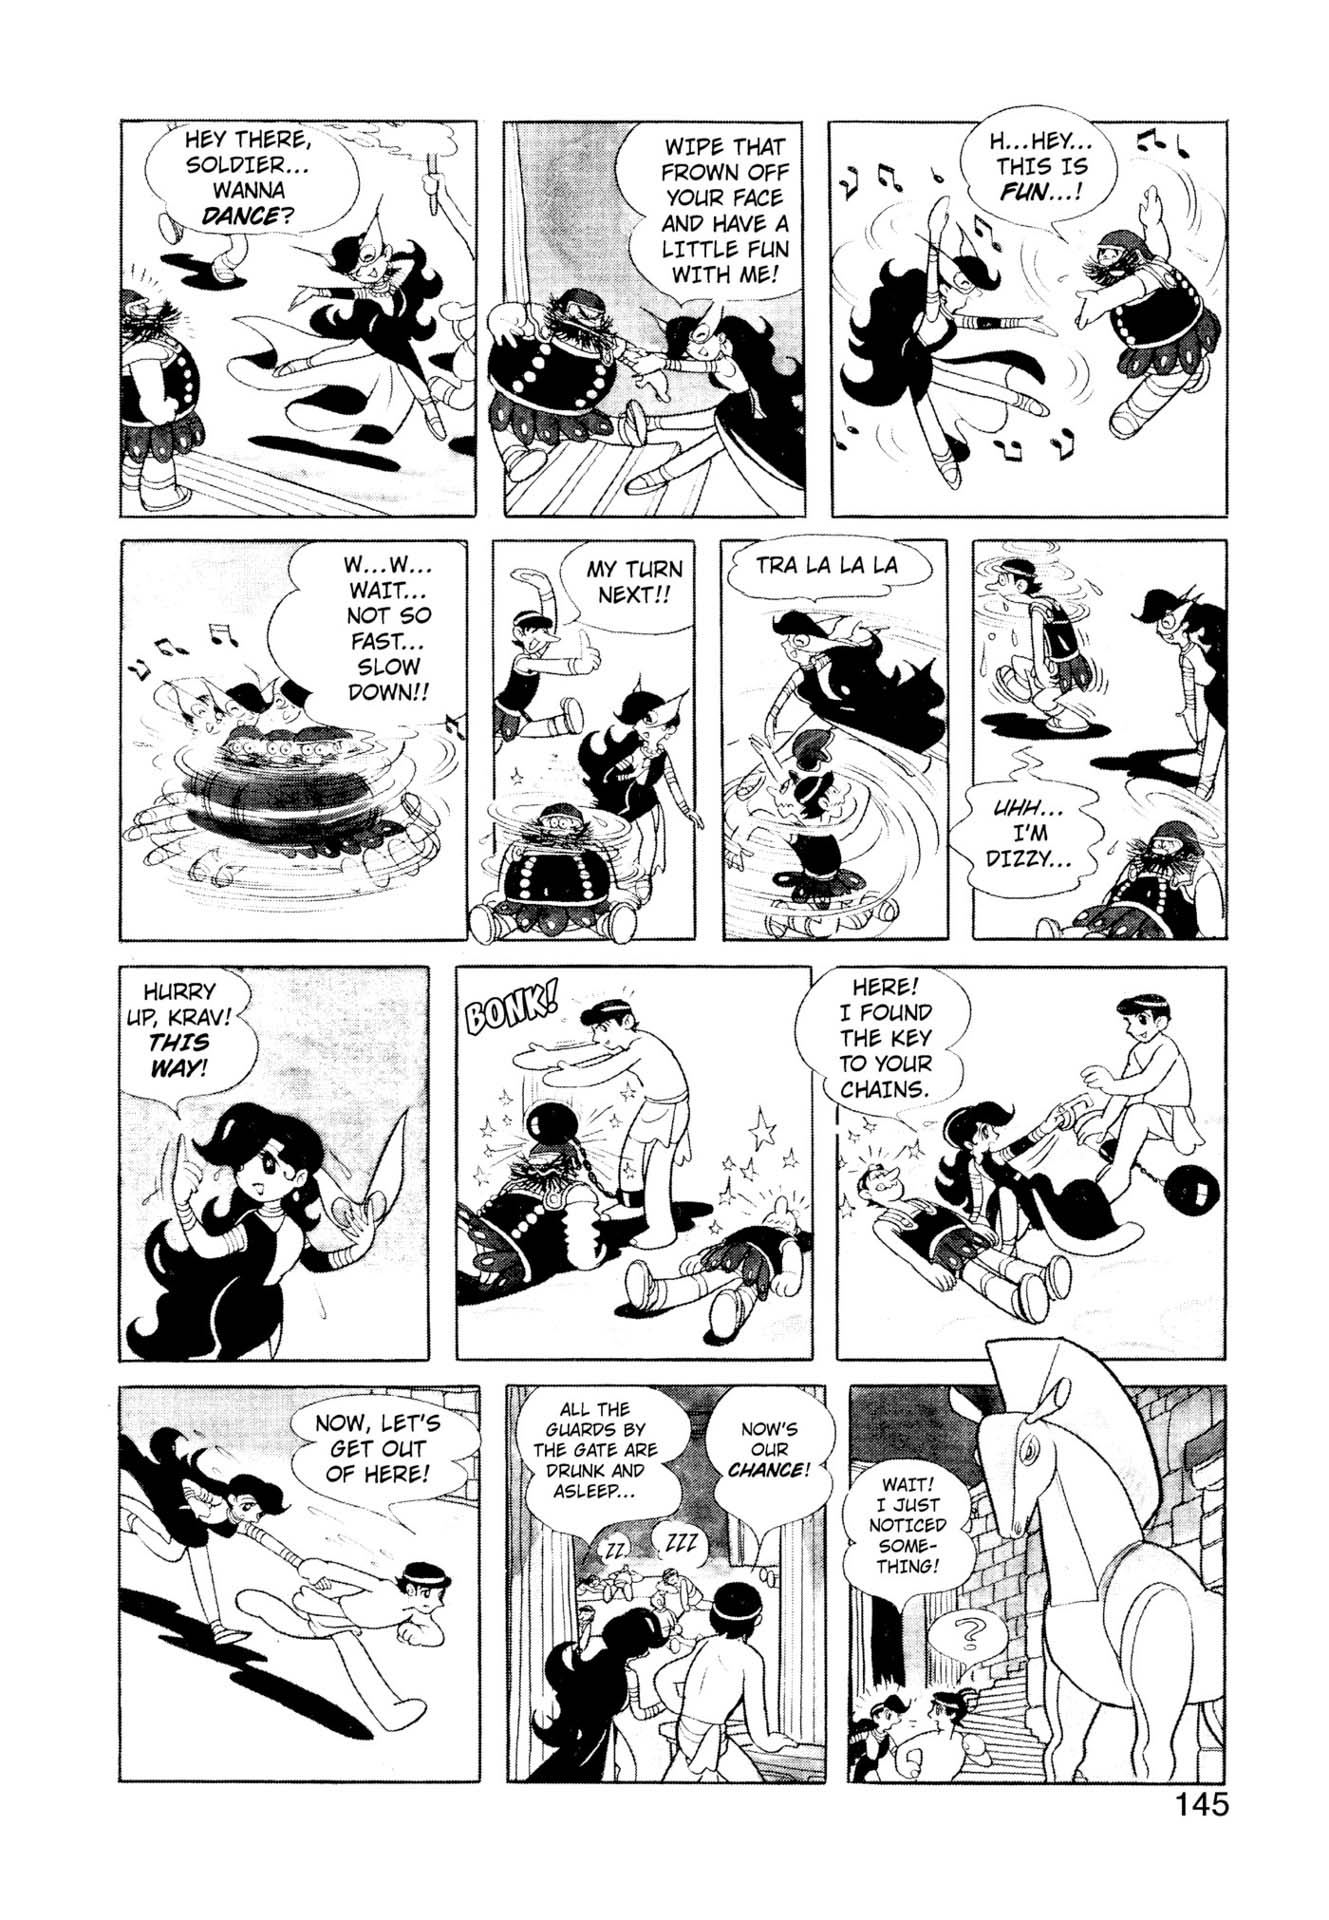 HEY THERE,
SOLDIER...
WANNA
DANCE?
WIPE THAT
FROWN OFF
YOUR FACE
AND HAVE A
LITTLE FUN
WITH ME!
H...HEY...
THIS IS
FUN...!
W...W...
WAIT...
NOT SO
FAST...
SLOW
DOWN!!
MY TURN
NEXT!!
TRA LA LA LA
UHH...
I'M
DIZZY...
HURRY
UP, KRAV!
THIS
WAY!
BONK!
HERE!
I FOUND
THE KEY
TO YOUR
CHAINS.
NOW, LET'S
GET OUT
OF HERE!
ALL THE
GUARDS BY
THE GATE ARE
DRUNK AND
ASLEEP...
NOW'S
OUR
CHANCE!
ZZ
ZZZ
WAIT!
I JUST
NOTICED
SOME-
THING!
?
145